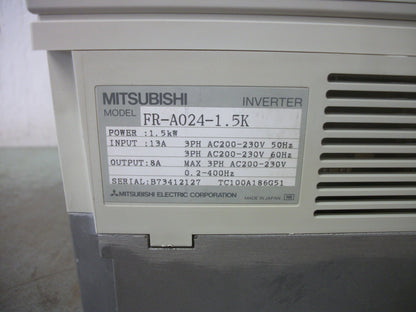 MITSUBISHI INVERTER
MODEL FR-A024-1.5K
POWER :1.5kW
INPUT :13A 3PH AC200-230V 50Hz
3PH AC200-230V 60Hz
OUTPUT:8A MAX 3PH AC200-230V
0.2-400Hz
SERIAL:B73412127 TC100A186G51
MITSUBISHI ELECTRIC CORPORATION MADE IN JAPAN